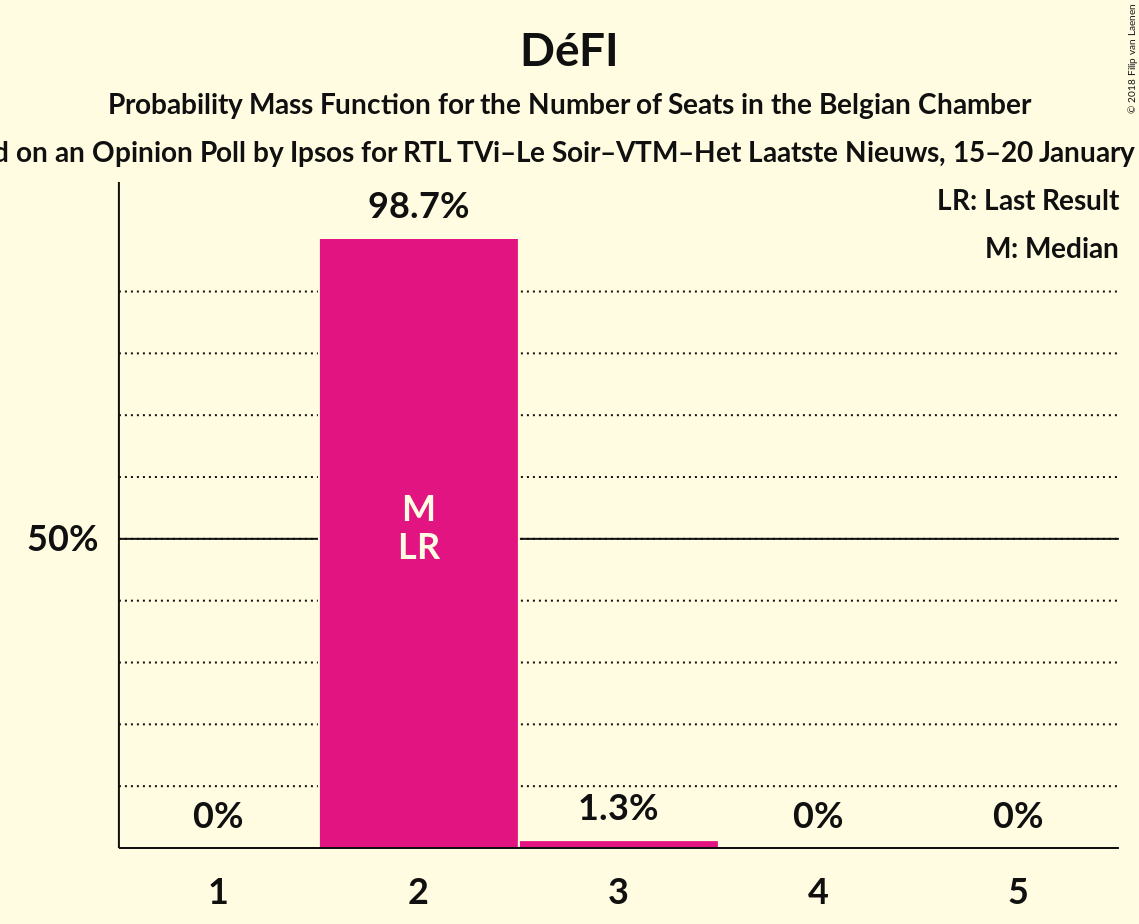 DéFI
Probability Mass Function for the Number of Seats in the Belgian Chamber
on an Opinion Poll by Ipsos for RTL TVi–Le Soir–VTM–Het Laatste Nieuws, 15–20 January
© 2018 Filip van Laenen
LR: Last Result
M: Median
98.7%
M
LR
50%
0%
1.3%
0%
0%
1
2
3
4
5